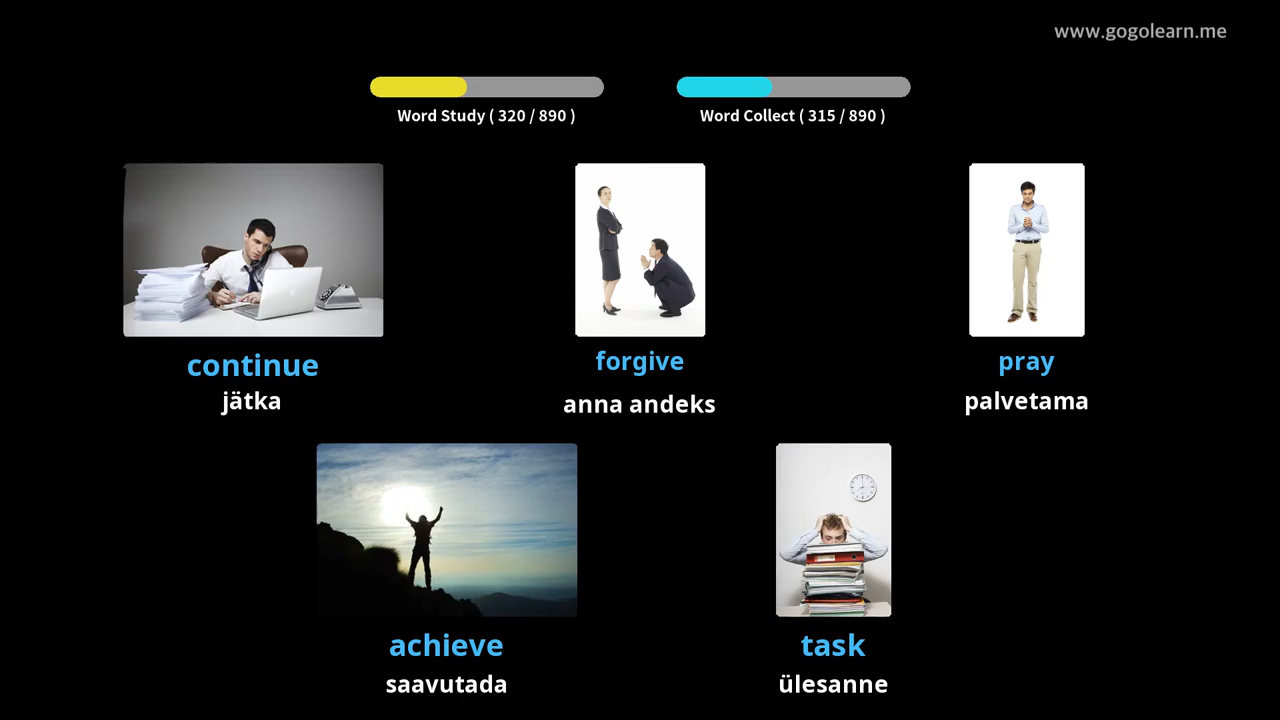 www.gogolearn.me
Word Study ( 320 / 890 )
Word Collect ( 315 / 890 )
continue
jätka
forgive
anna andeks
pray
palvetama
achieve
saavutada
task
ülesanne